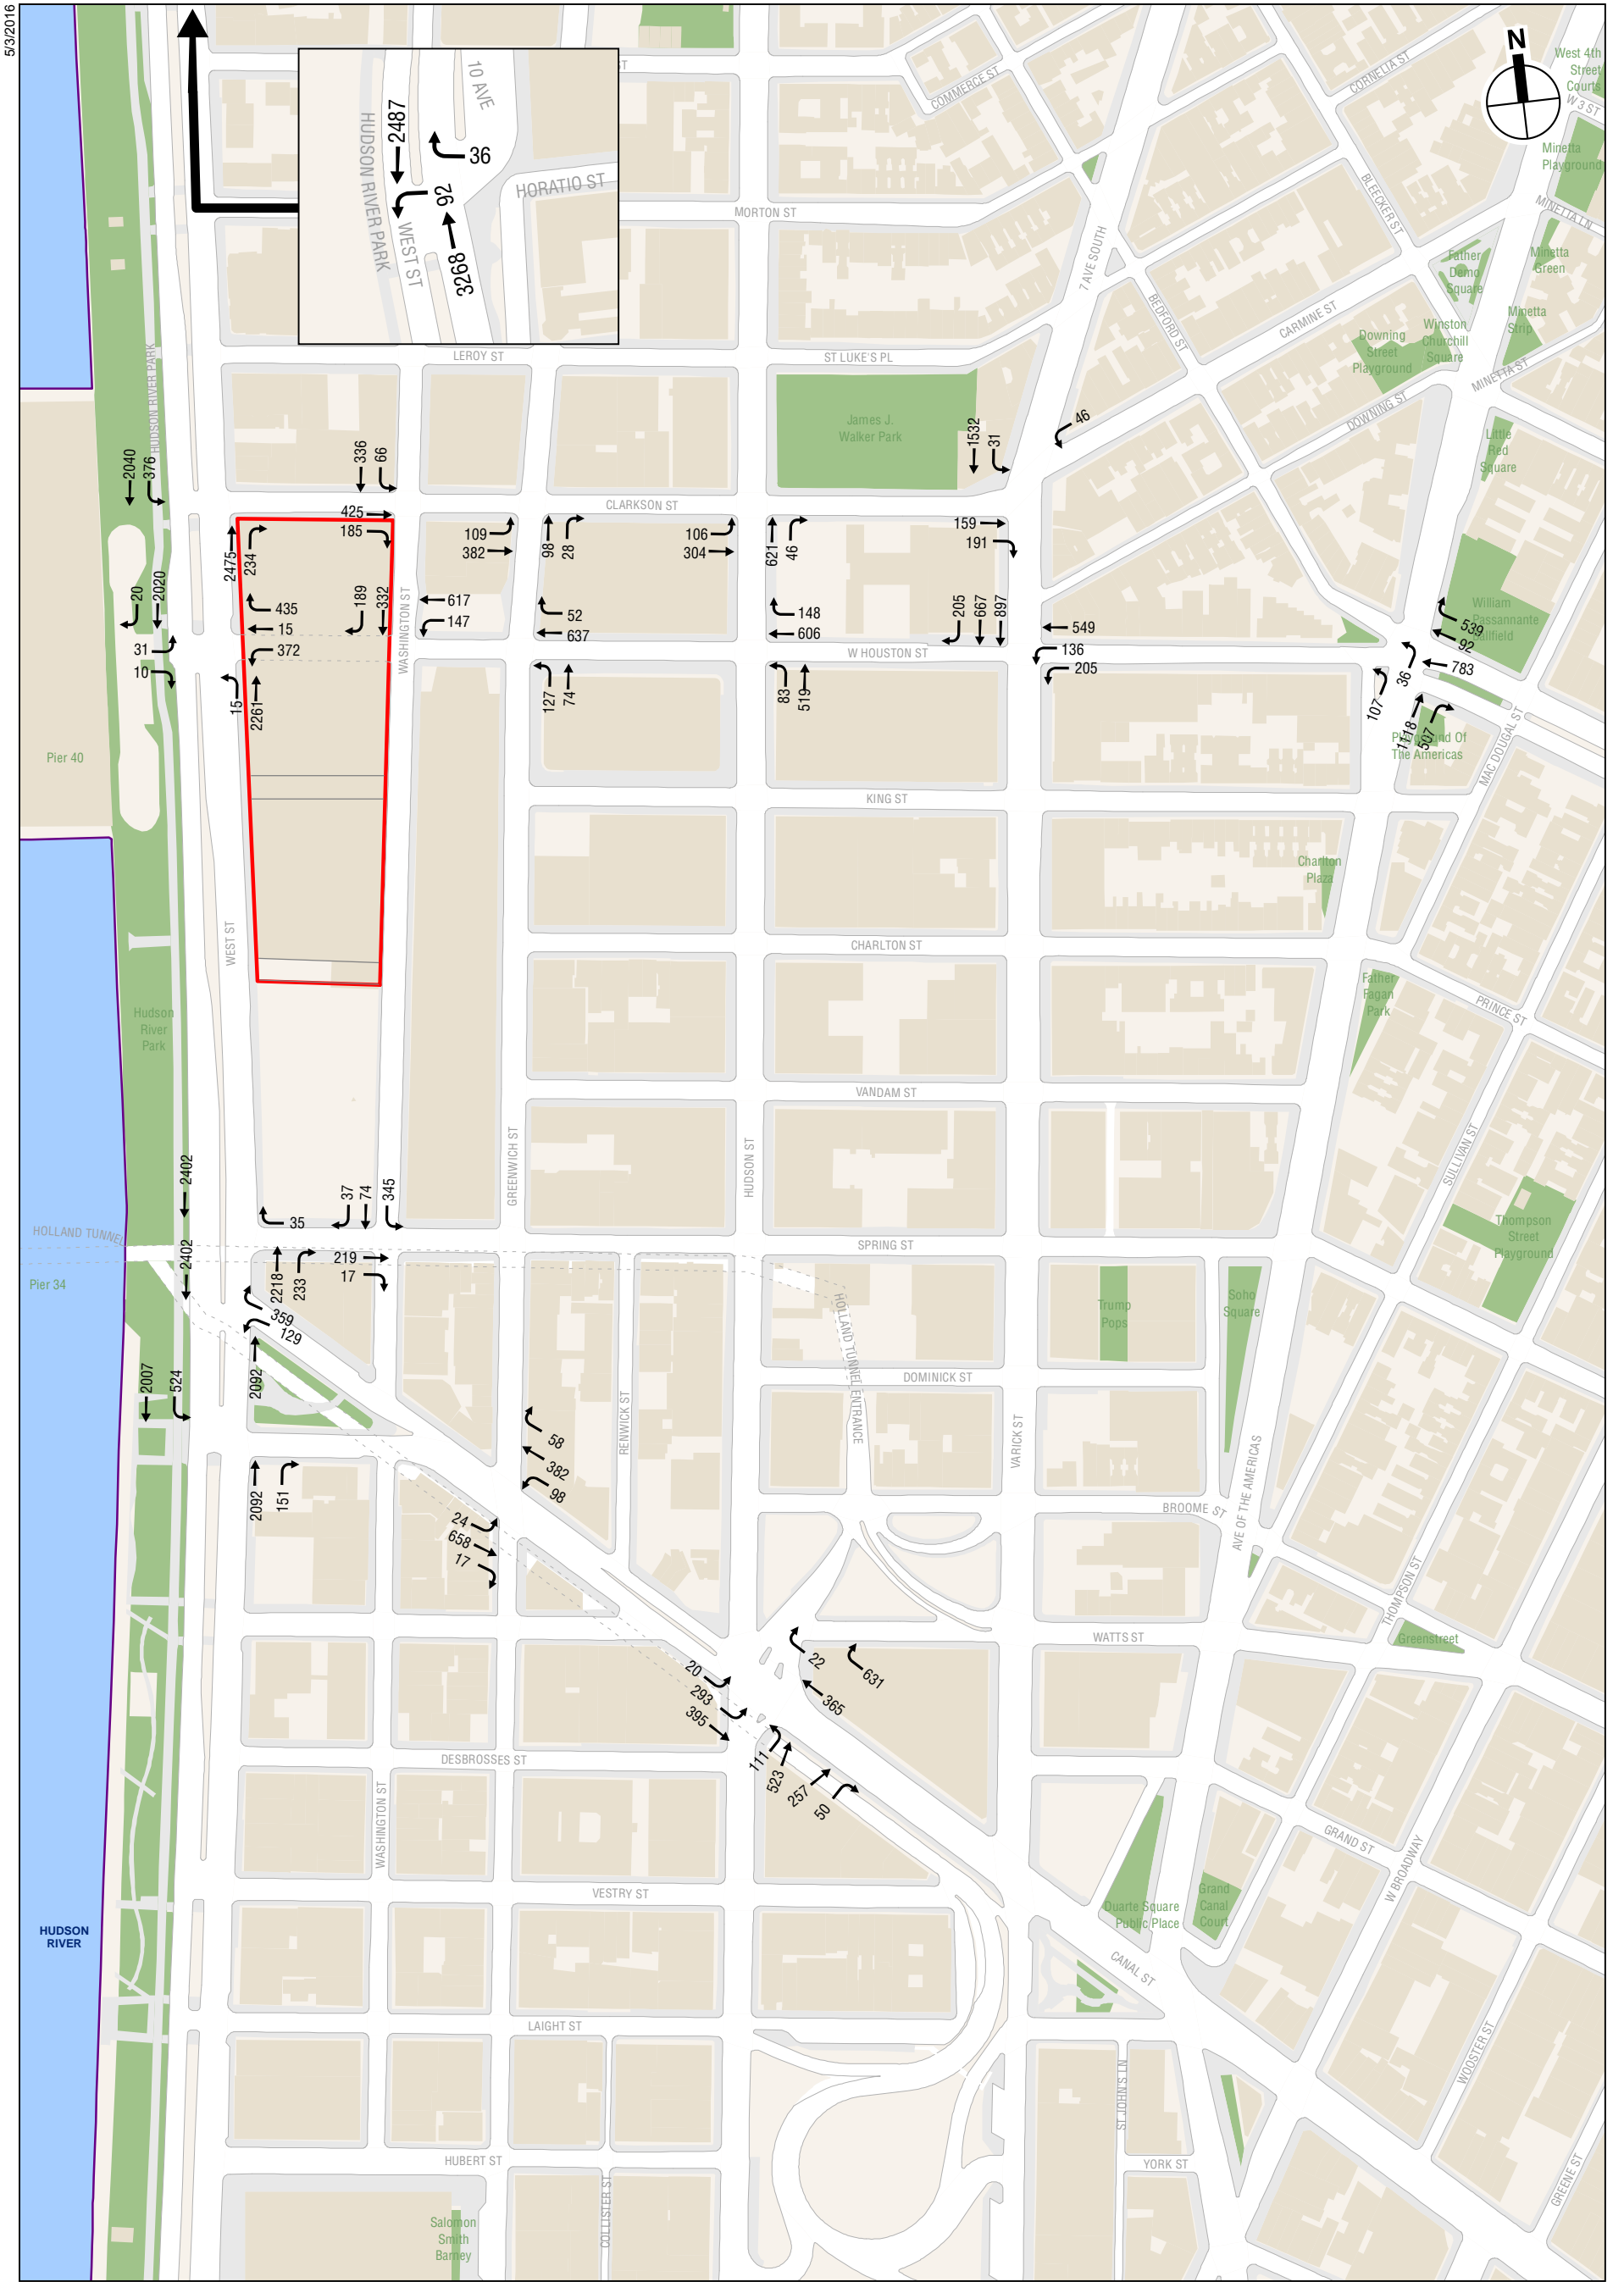 5/3/2016
N
West 4th
Street
Courts
W 3 ST
CORNELIA ST
COMMERCE ST
ST
10 AVE
2487
36
HUDSON RIVER PARK
92
HORATIO ST
WEST ST
3268
Minetta
Playground
MINETTA LN
BLEECKER ST
MORTON ST
7 AVE SOUTH
Father
Demo
Square
Minetta
Green
BEDFORD ST
CARMINE ST
Minetta
Strip
Winston
Churchill
Square
Downing
Street
Playground
MINETTA ST
LEROY ST
ST LUKE'S PL
HUDSON RIVER PARK
DOWNING ST
James J.
Walker Park
1532
31
46
Little
Red
Square
2040
376
336
66
CLARKSON ST
425
185
2475
234
109
382
98
28
106
304
621
46
159
191
20
2020
435
15
372
189
332
WASHINGTON ST
617
147
52
637
148
606
205
667
897
549
136
205
W HOUSTON ST
William
Passannante
Ballfield
539
92
783
36
107
1118
507
Playground Of
The Americas
MAC DOUGAL ST
31
10
15
2261
127
74
83
519
Pier 40
KING ST
Charlton
Plaza
WEST ST
CHARLTON ST
Father
Fagan
Park
PRINCE ST
Hudson
River
Park
VANDAM ST
GREENWICH ST
HUDSON ST
SULLIVAN ST
2402
35
37
74
345
HOLLAND TUNNEL
SPRING ST
Thompson
Street
Playground
Pier 34
2402
2218
233
219
17
359
129
2092
HOLLAND TUNNEL ENTRANCE
Trump
Pops
Soho
Square
2007
524
DOMINICK ST
RENWICK ST
VARICK ST
58
382
98
2092
151
24
658
17
BROOME ST
AVE OF THE AMERICAS
THOMPSON ST
WATTS ST
Greenstreet
20
293
395
22
631
365
111
523
257
50
DESBROSSES ST
WASHINGTON ST
GRAND ST
W BROADWAY
VESTRY ST
Duarte Square
Public Place
Grand
Canal
Court
HUDSON
RIVER
CANAL ST
LAIGHT ST
WOOSTER ST
ST JOHN'S LN
HUBERT ST
YORK ST
GREENE ST
COLLISTER ST
Salomon
Smith
Barney